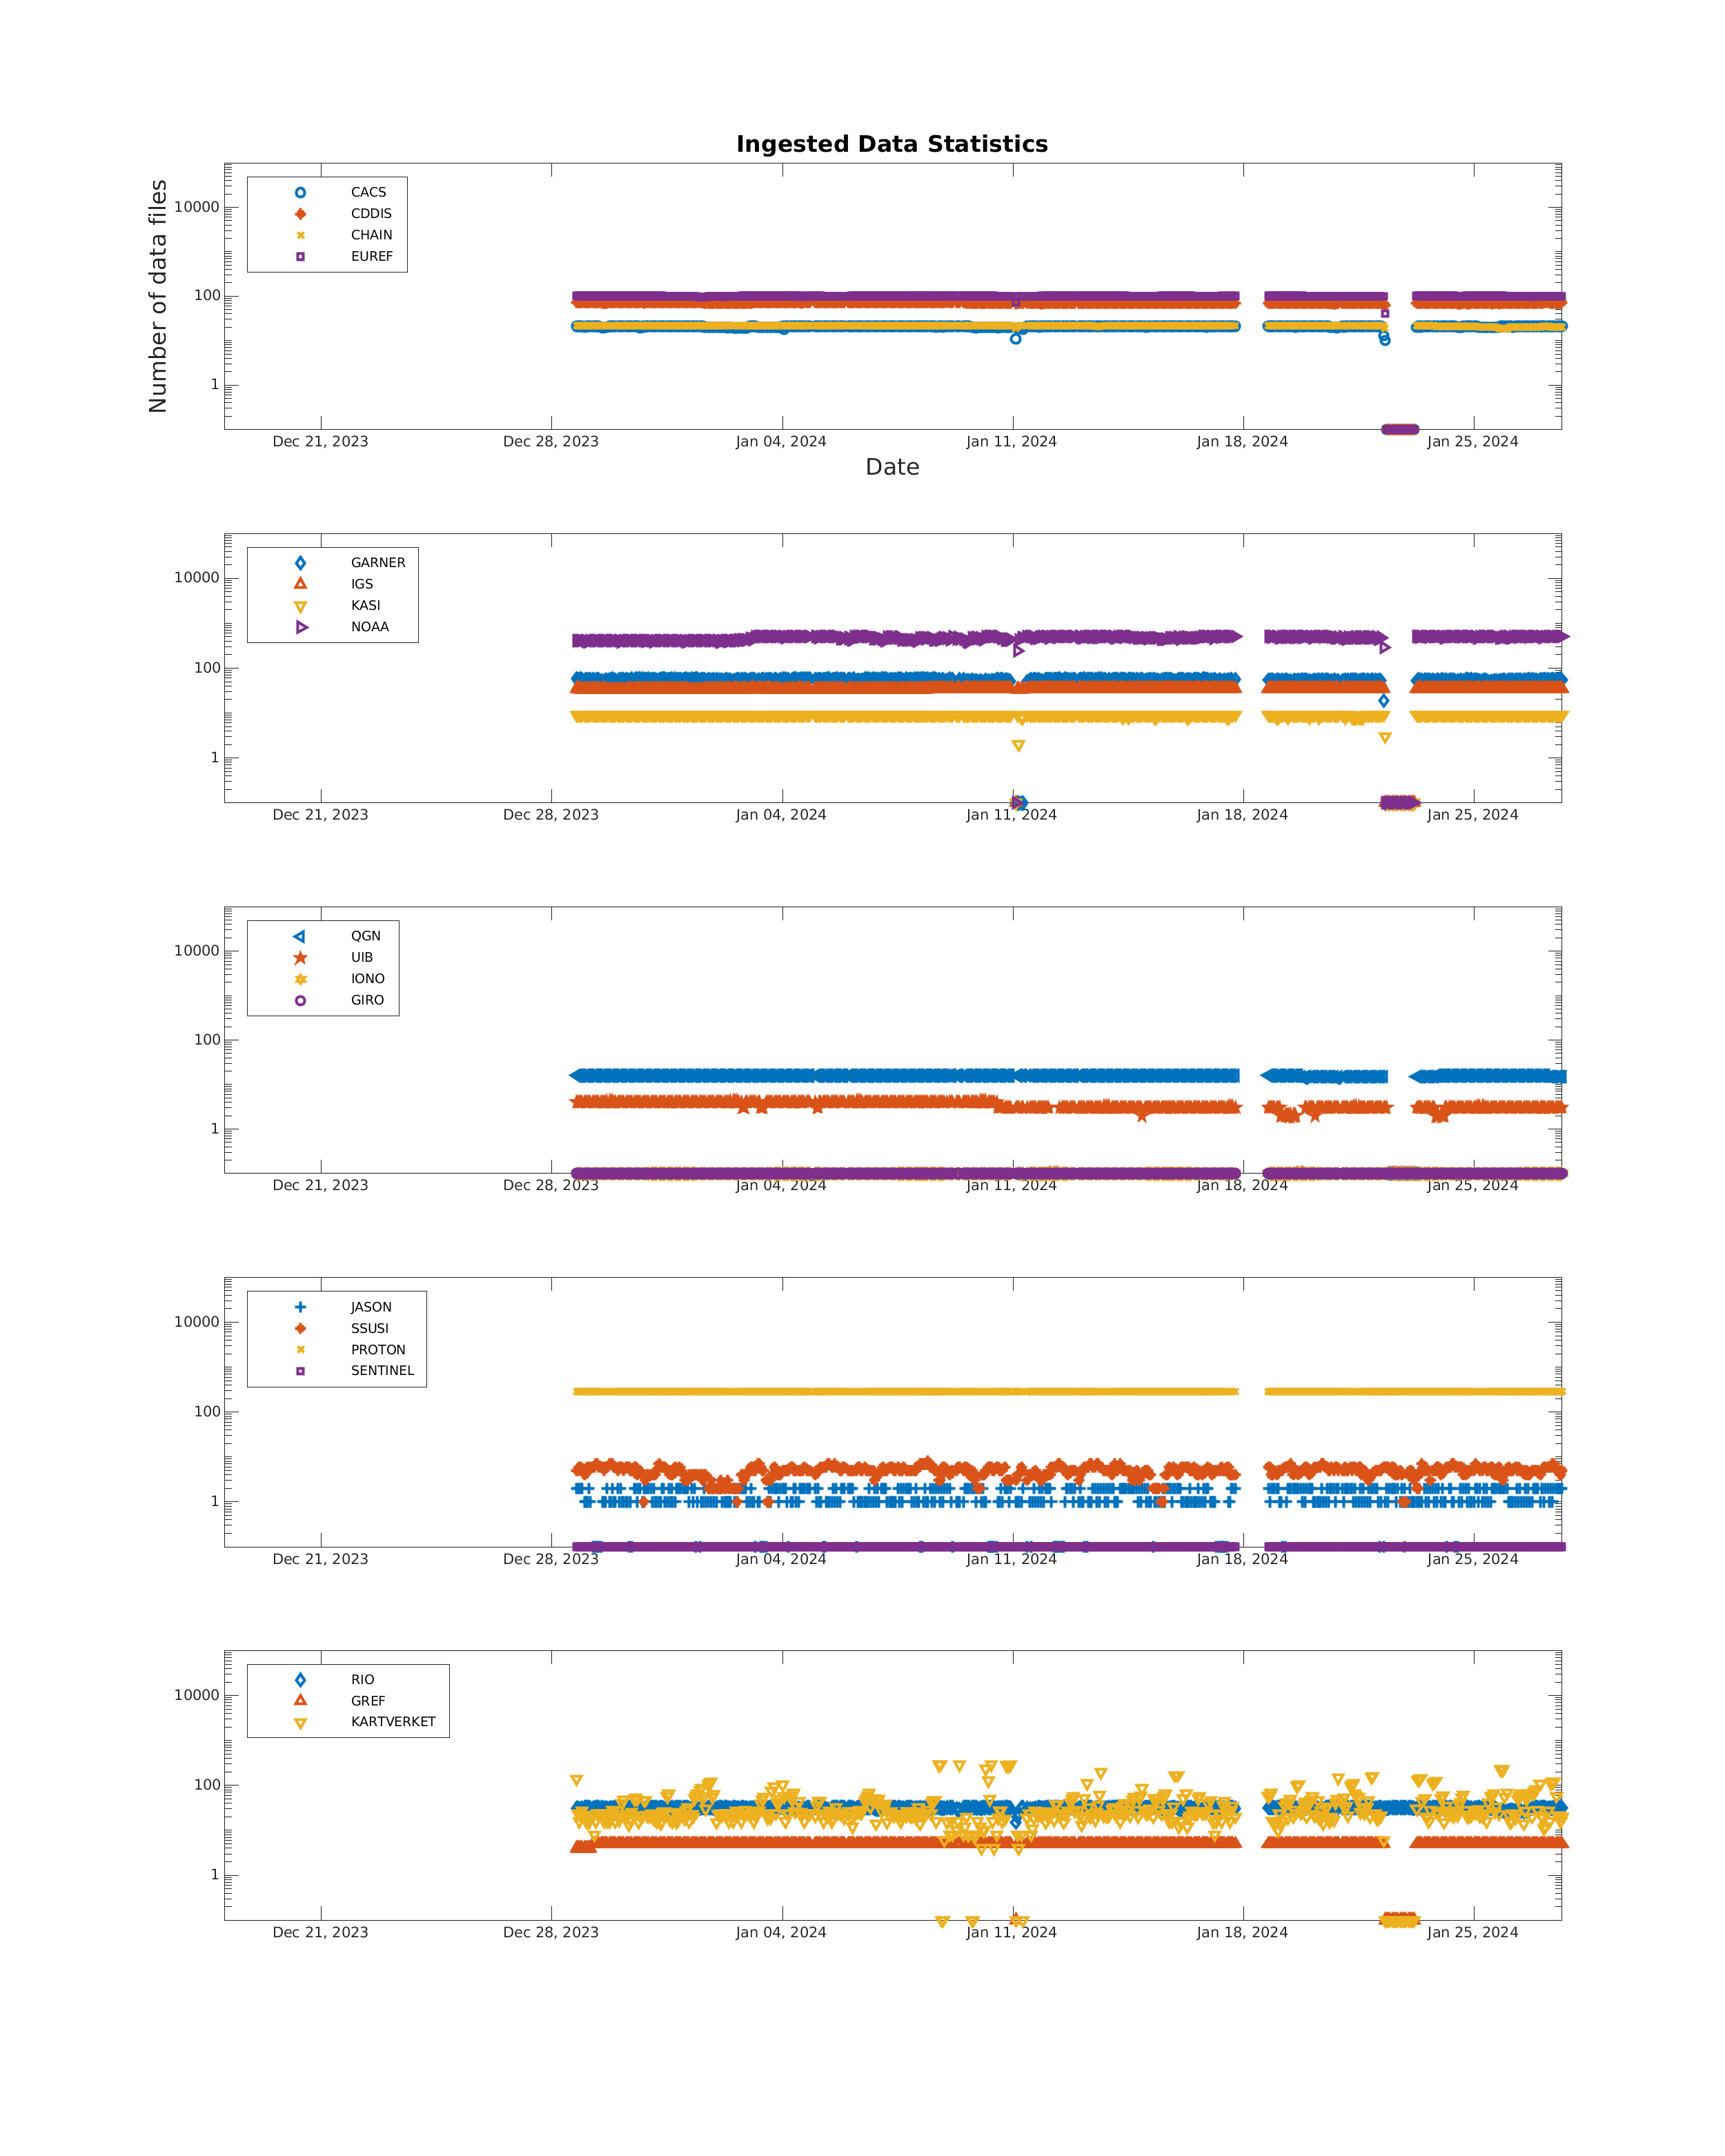 Ingested Data Statistics
Number of data files
CACS
CDDIS
CHAIN
EUREF
10000
100
1
Dec 21, 2023
Dec 28, 2023
Jan 04, 2024
Jan 11, 2024
Jan 18, 2024
Jan 25, 2024
Date
GARNER
IGS
KASI
NOAA
10000
100
1
Dec 21, 2023
Dec 28, 2023
Jan 04, 2024
Jan 11, 2024
Jan 18, 2024
Jan 25, 2024
QGN
UIB
IONO
GIRO
10000
100
1
Dec 21, 2023
Dec 28, 2023
Jan 04, 2024
Jan 11, 2024
Jan 18, 2024
Jan 25, 2024
JASON
SSUSI
PROTON
SENTINEL
10000
100
1
Dec 21, 2023
Dec 28, 2023
Jan 04, 2024
Jan 11, 2024
Jan 18, 2024
Jan 25, 2024
RIO
GREF
KARTVERKET
10000
100
1
Dec 21, 2023
Dec 28, 2023
Jan 04, 2024
Jan 11, 2024
Jan 18, 2024
Jan 25, 2024